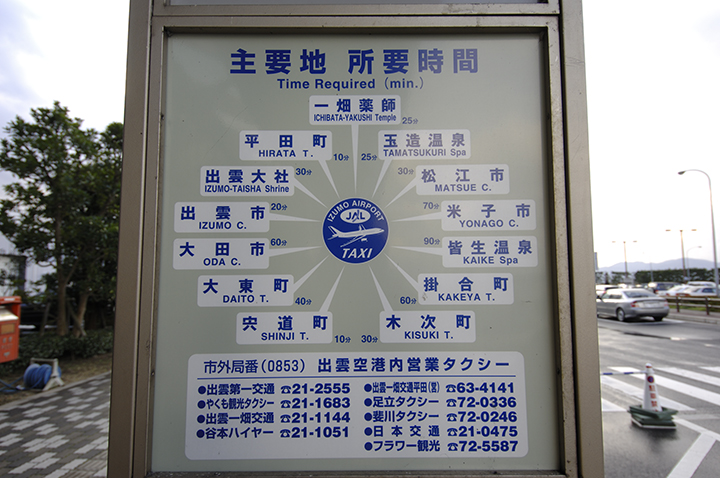 主要地 所要時間
Time Required (min.)
一畑薬師
ICHIBATA-YAKUSHI Temple
25分
平田町
HIRATA T.
10分
玉造温泉
TAMATSUKURI Spa
25分
出雲大社
IZUMO-TAISHA Shrine
30分
松江市
MATSUE C.
30分
出雲市
IZUMO C.
20分
米子市
YONAGO C.
70分
大田市
ODA C.
60分
皆生温泉
KAIKE Spa
90分
IZUMO AIRPORT
JAL
TAXI
大東町
DAITO T.
40分
掛合町
KAKEYA T.
60分
宍道町
SHINJI T.
10分
木次町
KISUKI T.
30分
市外局番(0853) 出雲空港内営業タクシー
●出雲第一交通 ☎21-2555
●やくも観光タクシー ☎21-1683
●出雲一畑交通 ☎21-1144
●谷本ハイヤー ☎21-1051
●出雲一畑交通平田(営) ☎63-4141
●足立タクシー ☎72-0336
●斐川タクシー ☎72-0246
●日本交通 ☎21-0475
●フラワー観光 ☎72-5587